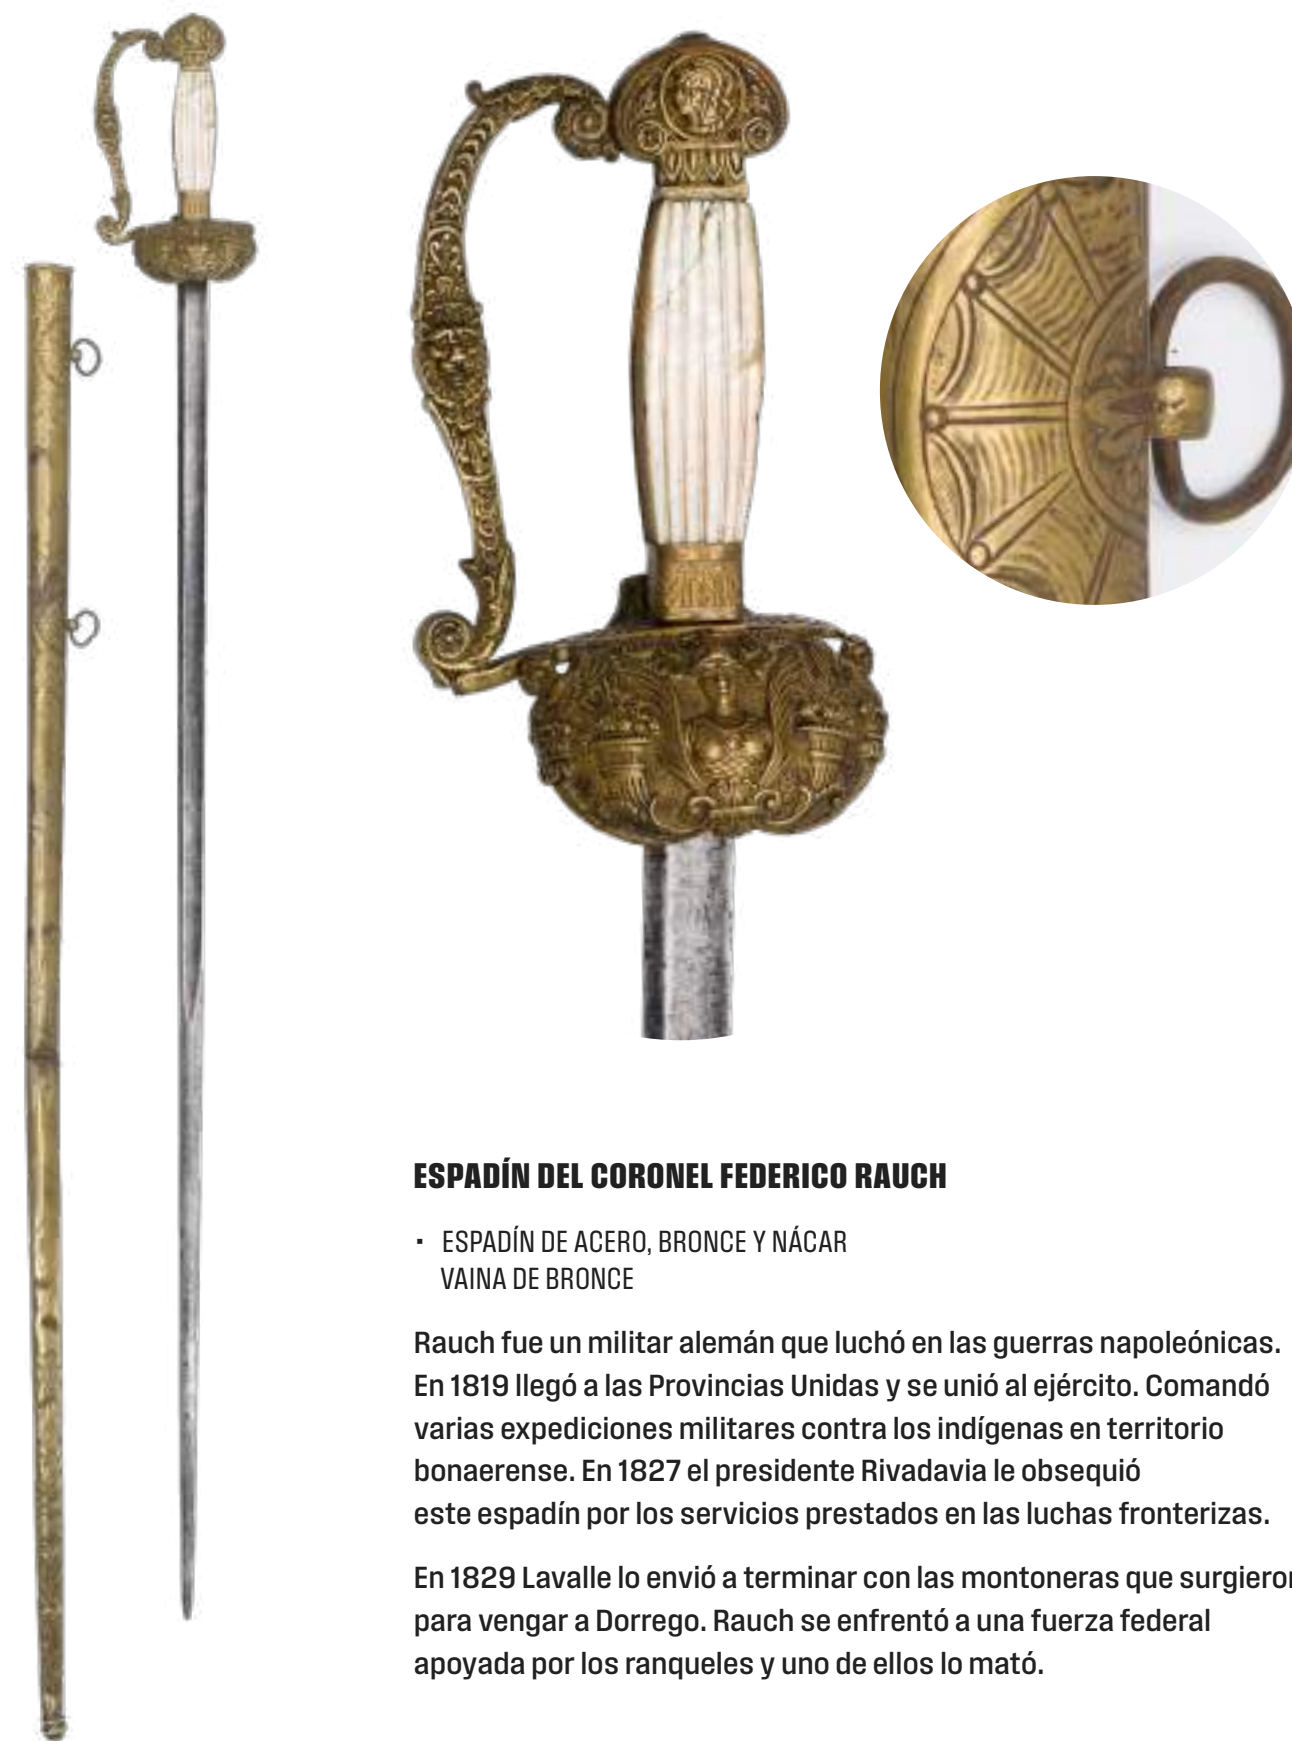 ESPADÍN DEL CORONEL FEDERICO RAUCH
· ESPADÍN DE ACERO, BRONCE Y NÁCAR
VAINA DE BRONCE
Rauch fue un militar alemán que luchó en las guerras napoleónicas.
En 1819 llegó a las Provincias Unidas y se unió al ejército. Comandó
varias expediciones militares contra los indígenas en territorio
bonaerense. En 1827 el presidente Rivadavia le obsequió
este espadín por los servicios prestados en las luchas fronterizas.
En 1829 Lavalle lo envió a terminar con las montoneras que surgieron
para vengar a Dorrego. Rauch se enfrentó a una fuerza federal
apoyada por los ranqueles y uno de ellos lo mató.